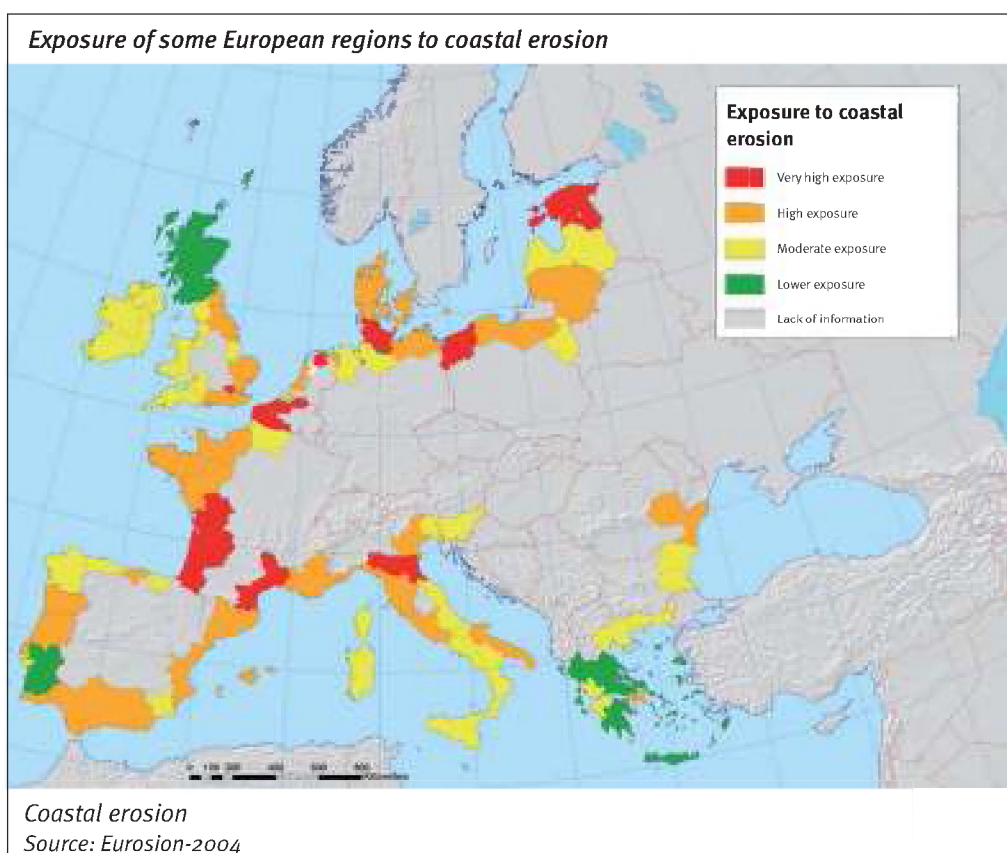 Exposure of some European regions to coastal erosion
Exposure to coastal
erosion
Very high exposure
High exposure
Moderate exposure
Lower exposure
Lack of information
Coastal erosion
Source: Eurosion-2004